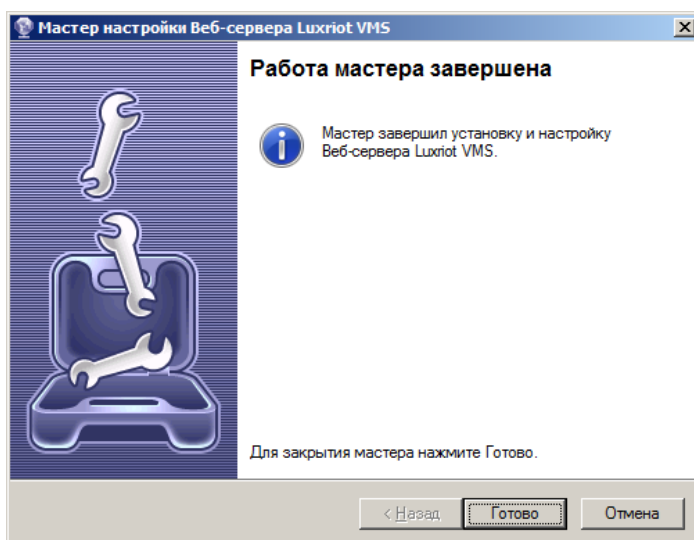 Мастер настройки Веб-сервера Luxriot VMS
Работа мастера завершена
Мастер завершил установку и настройку
Веб-сервера Luxriot VMS.
Для закрытия мастера нажмите Готово.
< Назад
Готово
Отмена